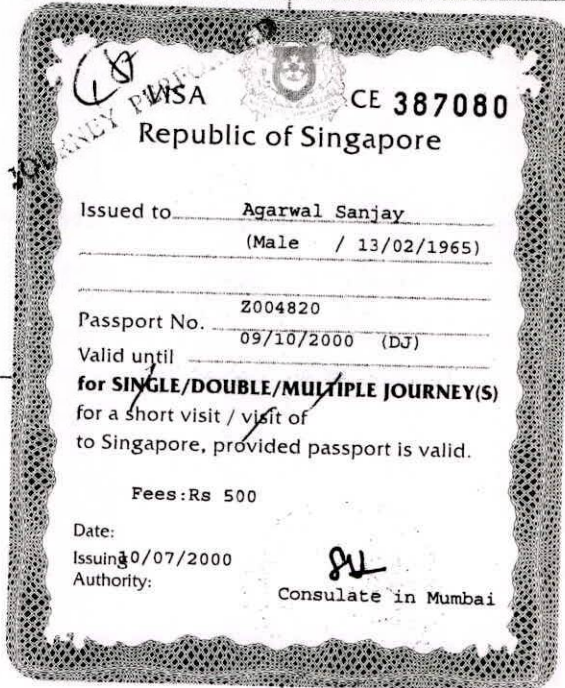 JOURNEY PERFORMED
VISA
CE 387080
Republic of Singapore
Issued to Agarwal Sanjay
(Male / 13/02/1965)
Passport No. Z004820
Valid until 09/10/2000 (DJ)
for SINGLE/DOUBLE/MULTIPLE JOURNEY(S)
for a short visit / visit of
to Singapore, provided passport is valid.
Fees:Rs 500
Date:
Issuing 10/07/2000
Authority:
Consulate in Mumbai